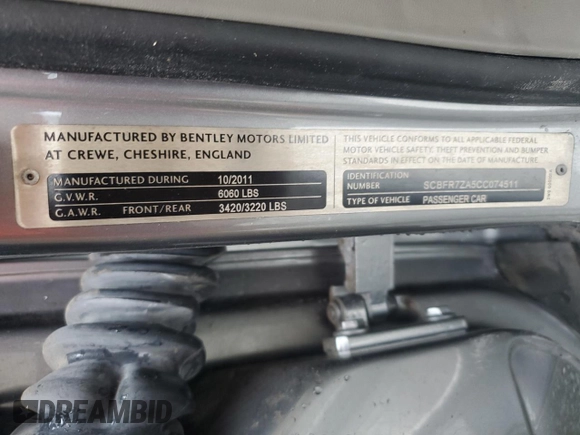 MANUFACTURED BY BENTLEY MOTORS LIMITED
AT CREWE, CHESHIRE, ENGLAND
MANUFACTURED DURING 10/2011
G.V.W.R. 6060 LBS
G.A.W.R. FRONT/REAR 3420/3220 LBS
THIS VEHICLE CONFORMS TO ALL APPLICABLE FEDERAL
MOTOR VEHICLE SAFETY, THEFT PREVENTION AND BUMPER
STANDARDS IN EFFECT ON THE DATE OF MANUFACTURE
IDENTIFICATION
NUMBER SCBFR7ZA5CC074511
TYPE OF VEHICLE PASSENGER CAR
DREAMBID